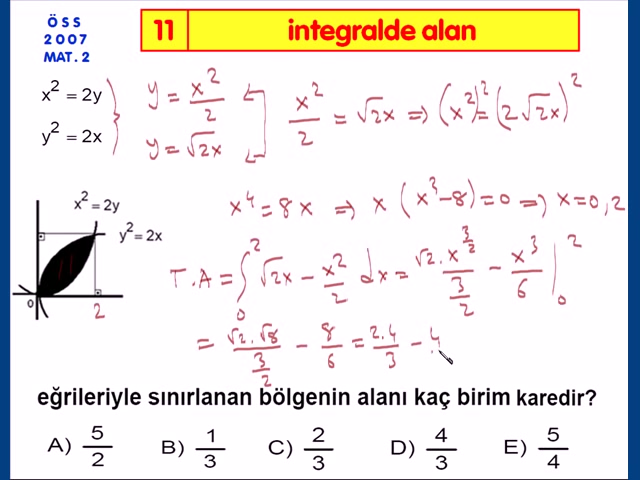 ÖSS
2007
MAT. 2
11 integralde alan
x² = 2y
y² = 2x
y = x²/2
y = √2x
x²/2 = √2x ⇒ (x²)² = (2√2x)²
x⁴ = 8x ⇒ x(x³ − 8) = 0 ⇒ x = 0, 2
x² = 2y
y² = 2x
0
2
T.A = ∫₀² √2x − x²/2 dx = √2 . x^(3/2) / (3/2) − x³/6 |₀²
= √2 . √8 / (3/2) − 8/6 = 2.4/3 − 4
eğrileriyle sınırlanan bölgenin alanı kaç birim karedir?
A) 5/2 B) 1/3 C) 2/3 D) 4/3 E) 5/4